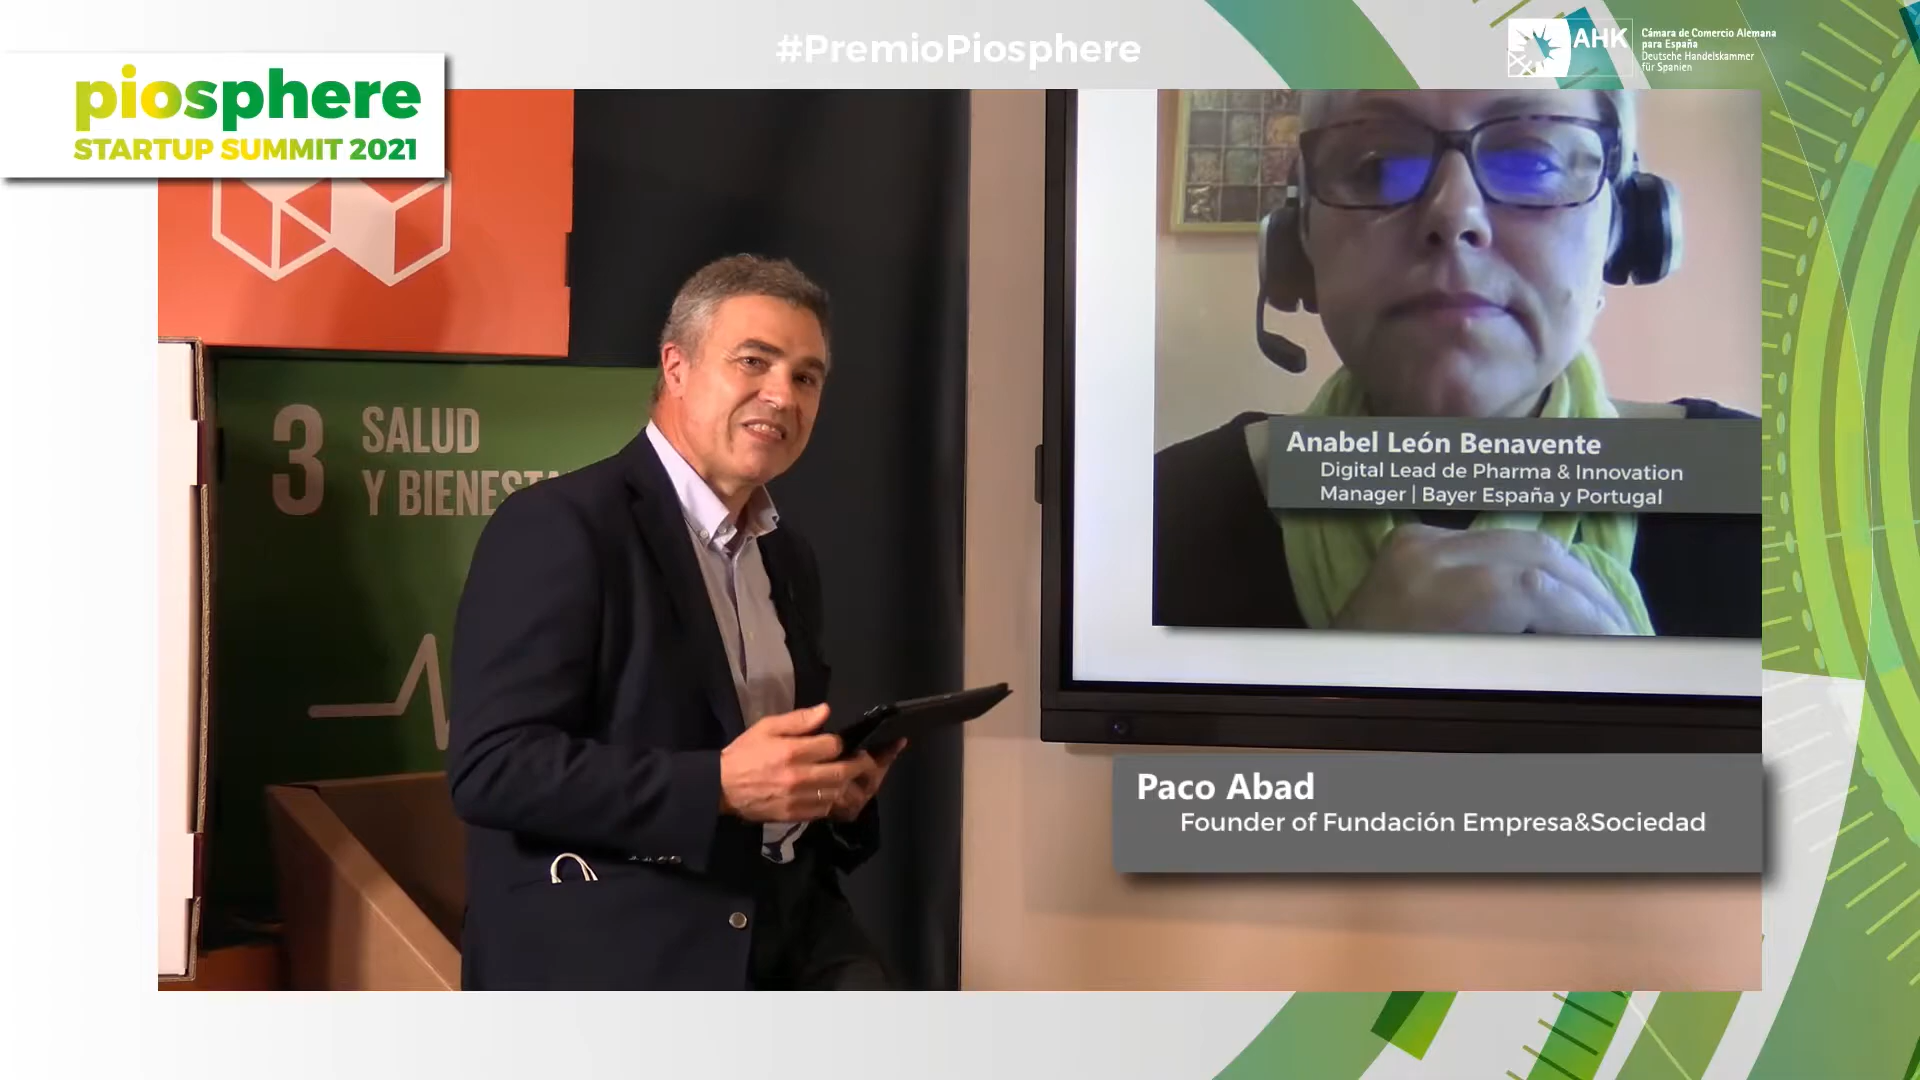 #PremioPiosphere
AHK
Cámara de Comercio Alemana
para España
Deutsche Handelskammer
für Spanien
piosphere
STARTUP SUMMIT 2021
3 SALUD
Y BIENESTA
Anabel León Benavente
Digital Lead de Pharma & Innovation
Manager | Bayer España y Portugal
Paco Abad
Founder of Fundación Empresa&Sociedad